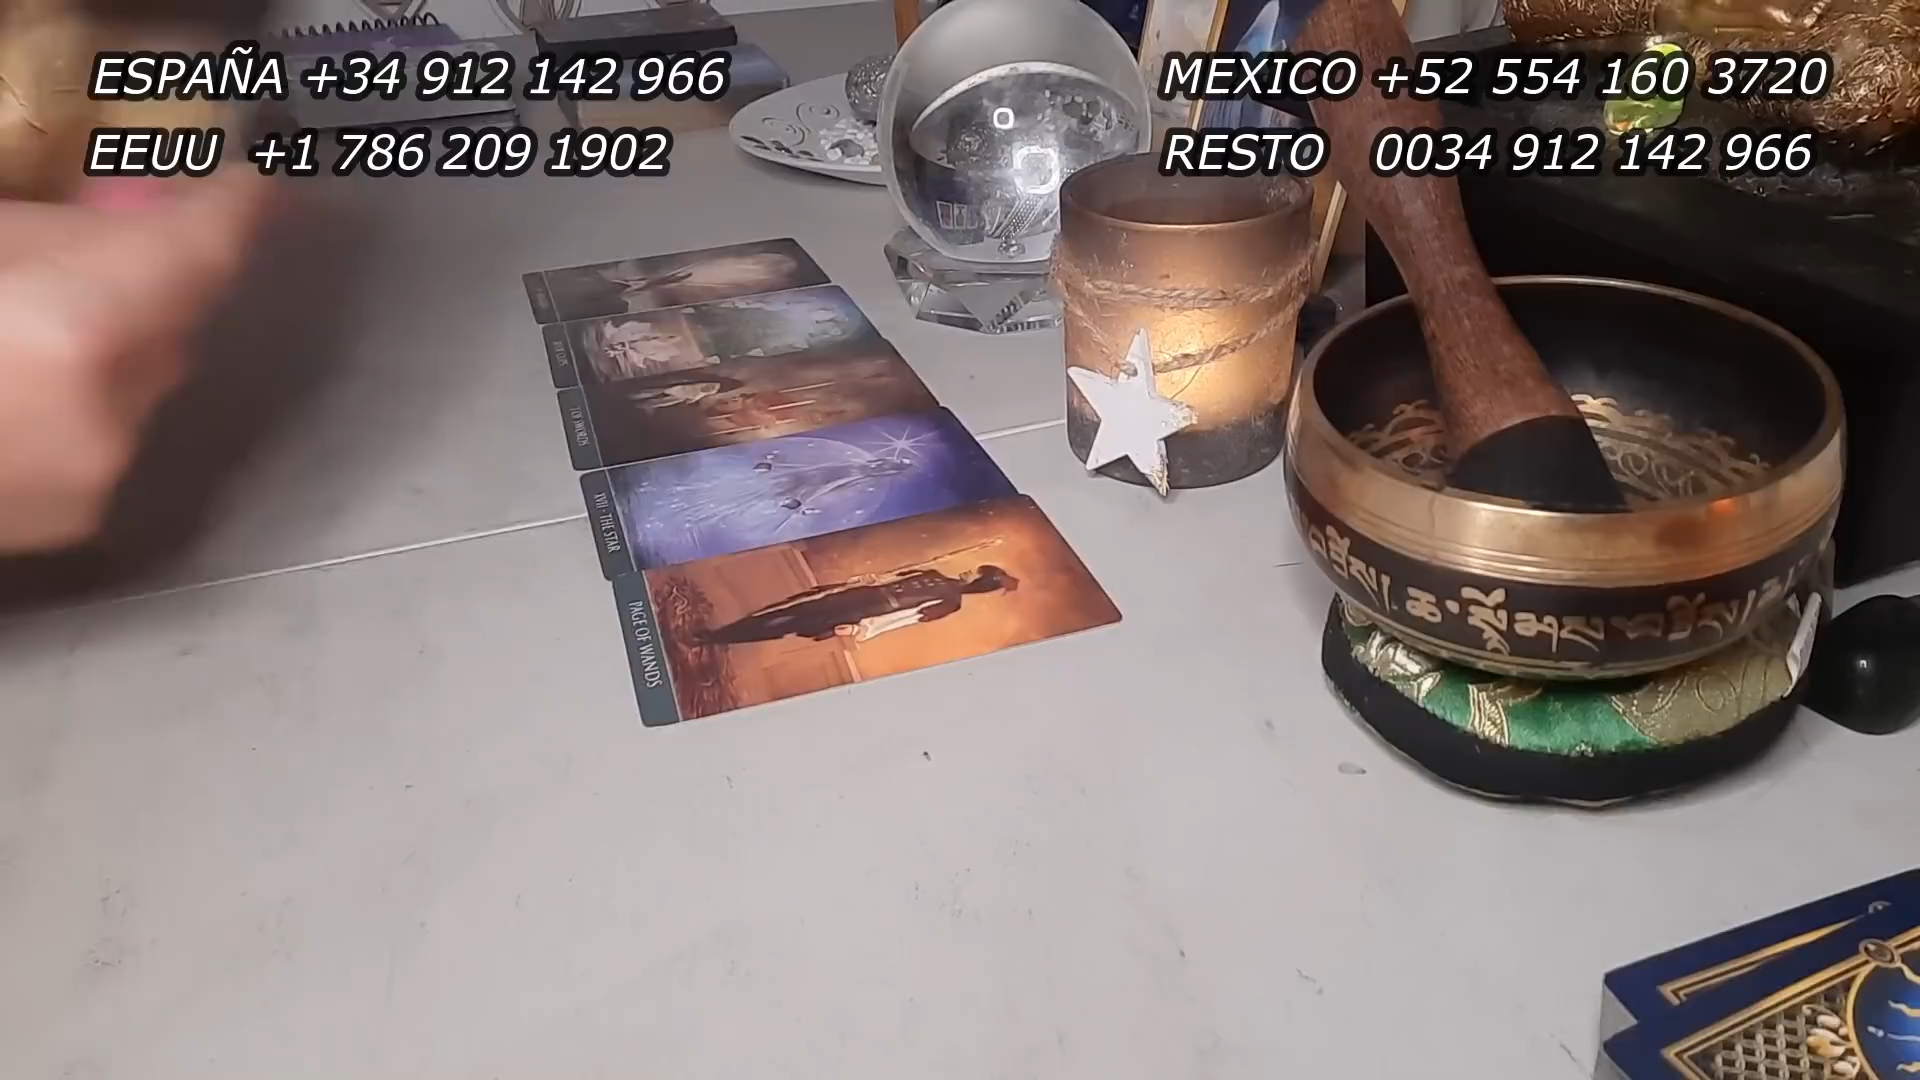 ESPAÑA +34 912 142 966
MEXICO +52 554 160 3720
EEUU +1 786 209 1902
RESTO 0034 912 142 966
XVII - THE STAR
PAGE OF WANDS